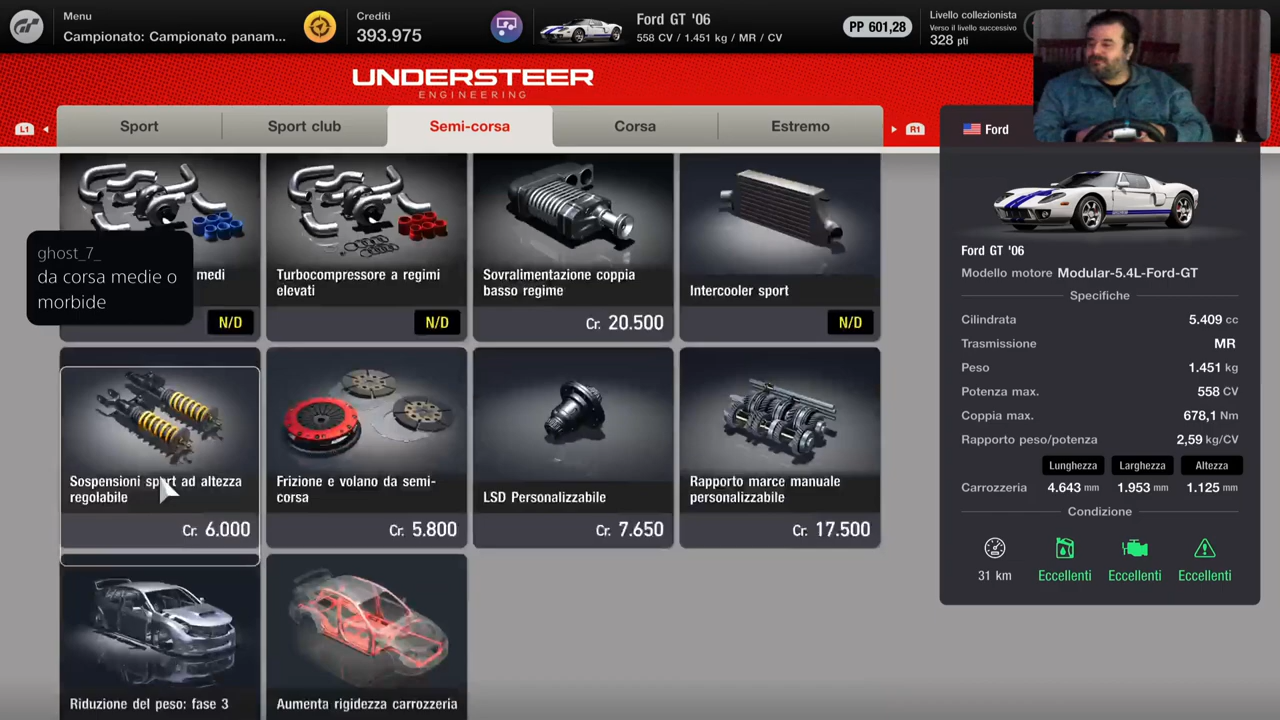 Menu
Campionato: Campionato panam...
Crediti
393.975
Ford GT '06
558 CV / 1.451 kg / MR / CV
PP 601,28
Livello collezionista
Verso il livello successivo
328 pti
UNDERSTEER
ENGINEERING
L1
Sport
Sport club
Semi-corsa
Corsa
Estremo
R1
Ford
ghost_7_
da corsa medie o
morbide
medi
N/D
Turbocompressore a regimi
elevati
N/D
Sovralimentazione coppia
basso regime
Cr. 20.500
Intercooler sport
N/D
Sospensioni sport ad altezza
regolabile
Cr. 6.000
Frizione e volano da semi-
corsa
Cr. 5.800
LSD Personalizzabile
Cr. 7.650
Rapporto marce manuale
personalizzabile
Cr. 17.500
Riduzione del peso: fase 3
Aumenta rigidezza carrozzeria
Ford GT '06
Modello motore Modular-5.4L-Ford-GT
Specifiche
Cilindrata 5.409 cc
Trasmissione MR
Peso 1.451 kg
Potenza max. 558 CV
Coppia max. 678,1 Nm
Rapporto peso/potenza 2,59 kg/CV
Lunghezza Larghezza Altezza
Carrozzeria 4.643 mm 1.953 mm 1.125 mm
Condizione
31 km Eccellenti Eccellenti Eccellenti